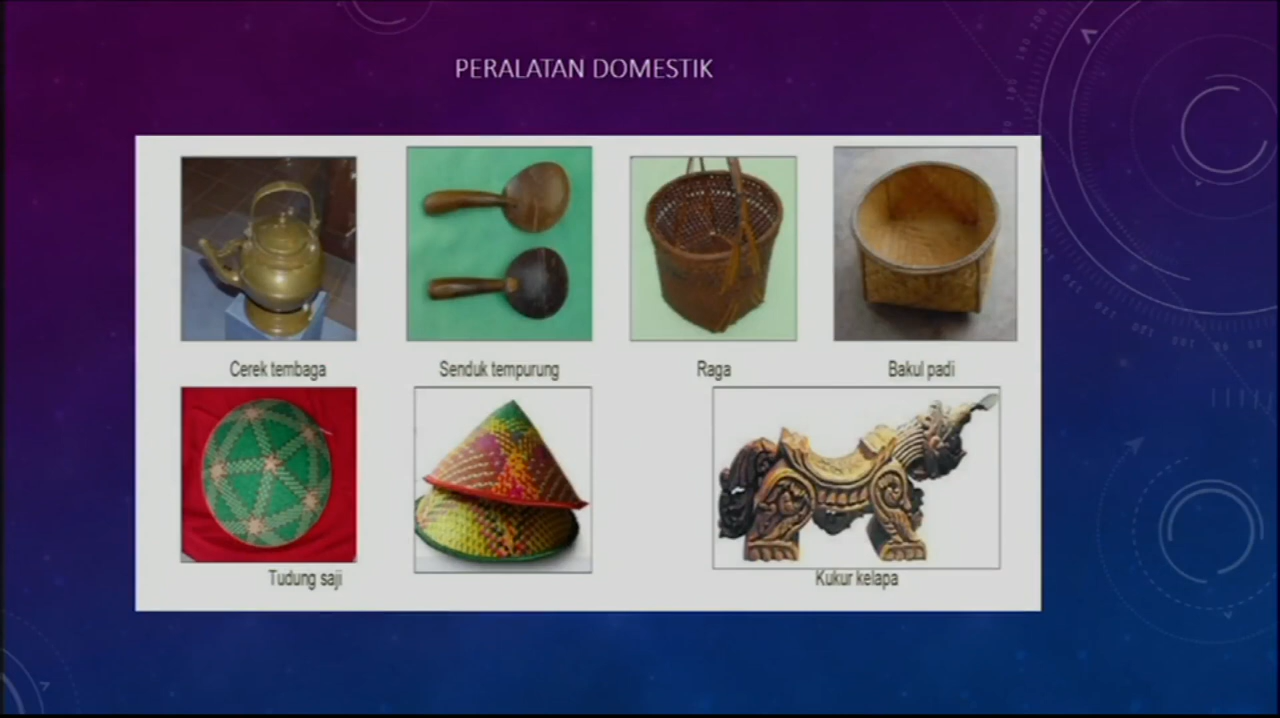 PERALATAN DOMESTIK
Cerek tembaga
Senduk tempurung
Raga
Bakul padi
Tudung saji
Kukur kelapa